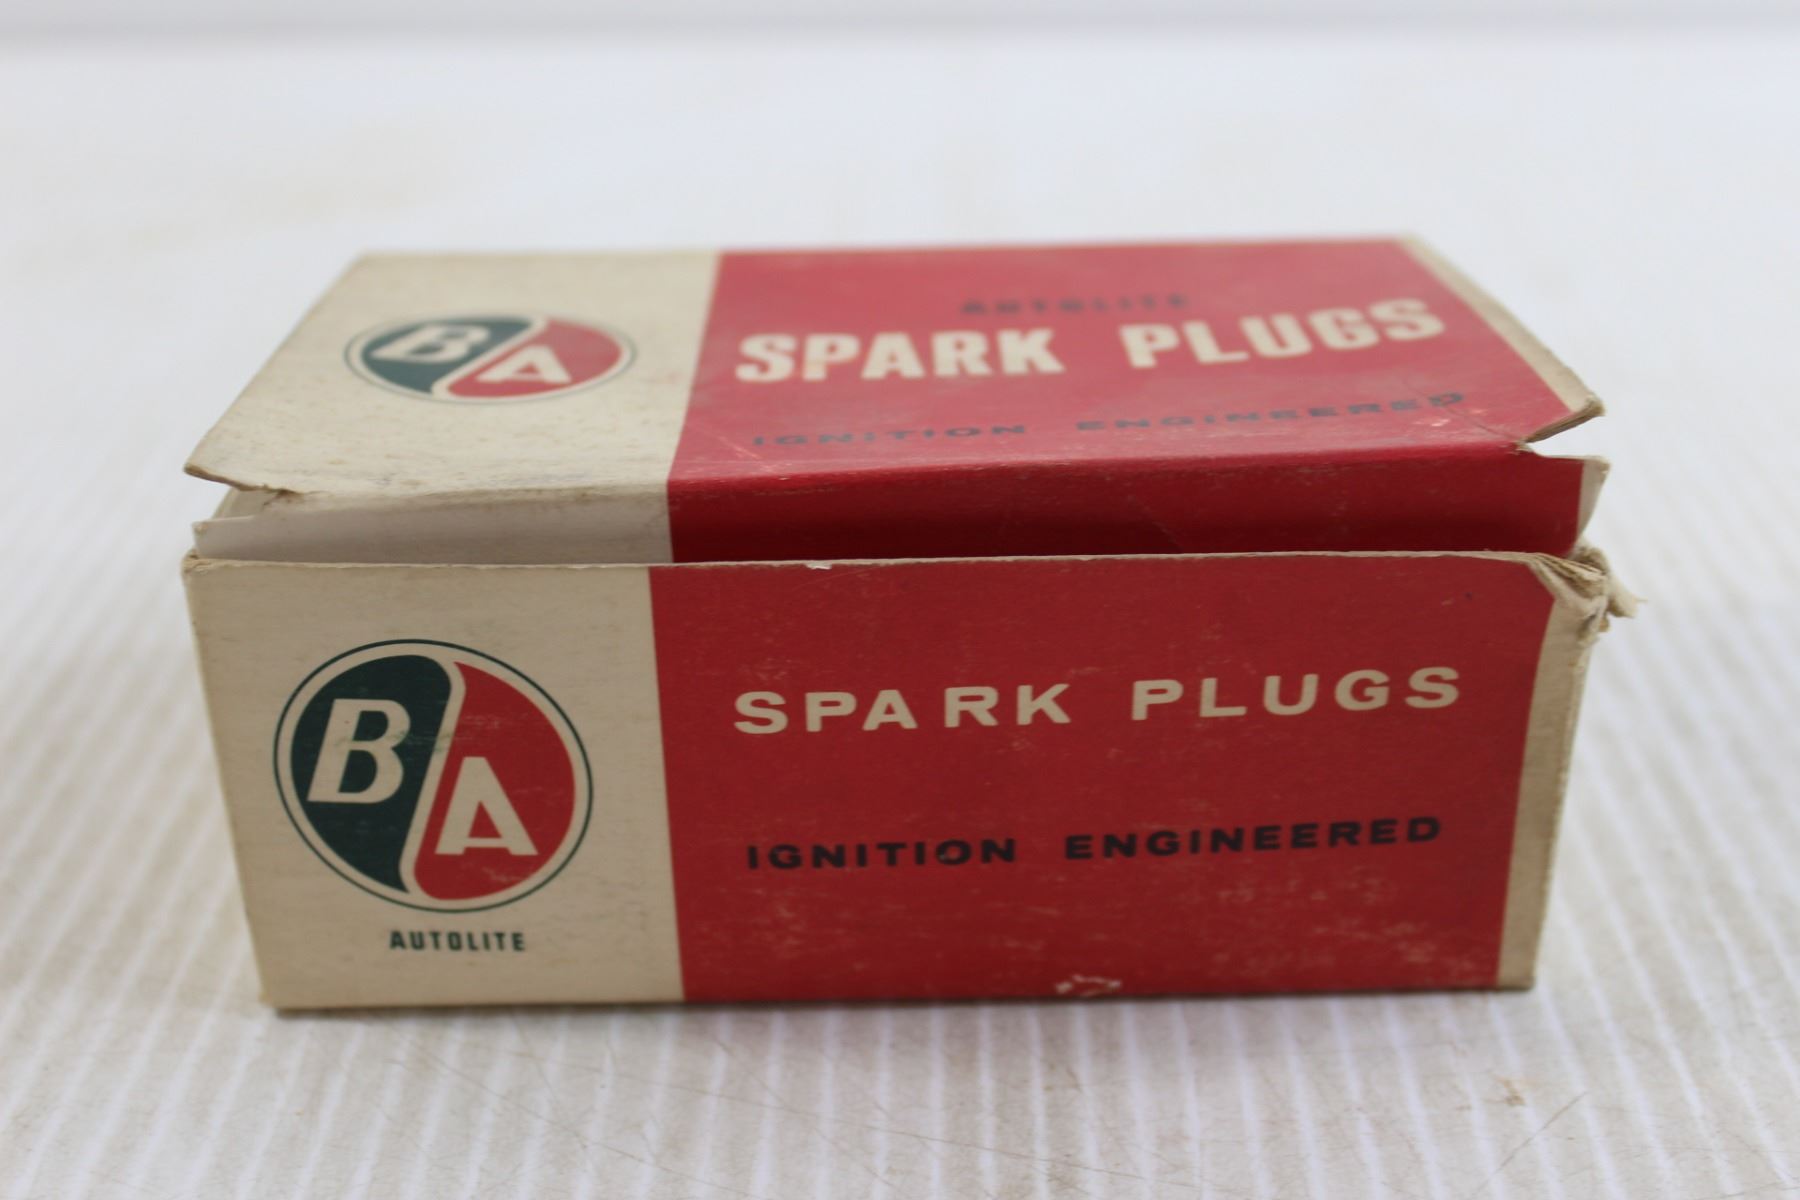 BA
AUTOLITE
SPARK PLUGS
IGNITION ENGINEERED
BA
AUTOLITE
SPARK PLUGS
IGNITION ENGINEERED